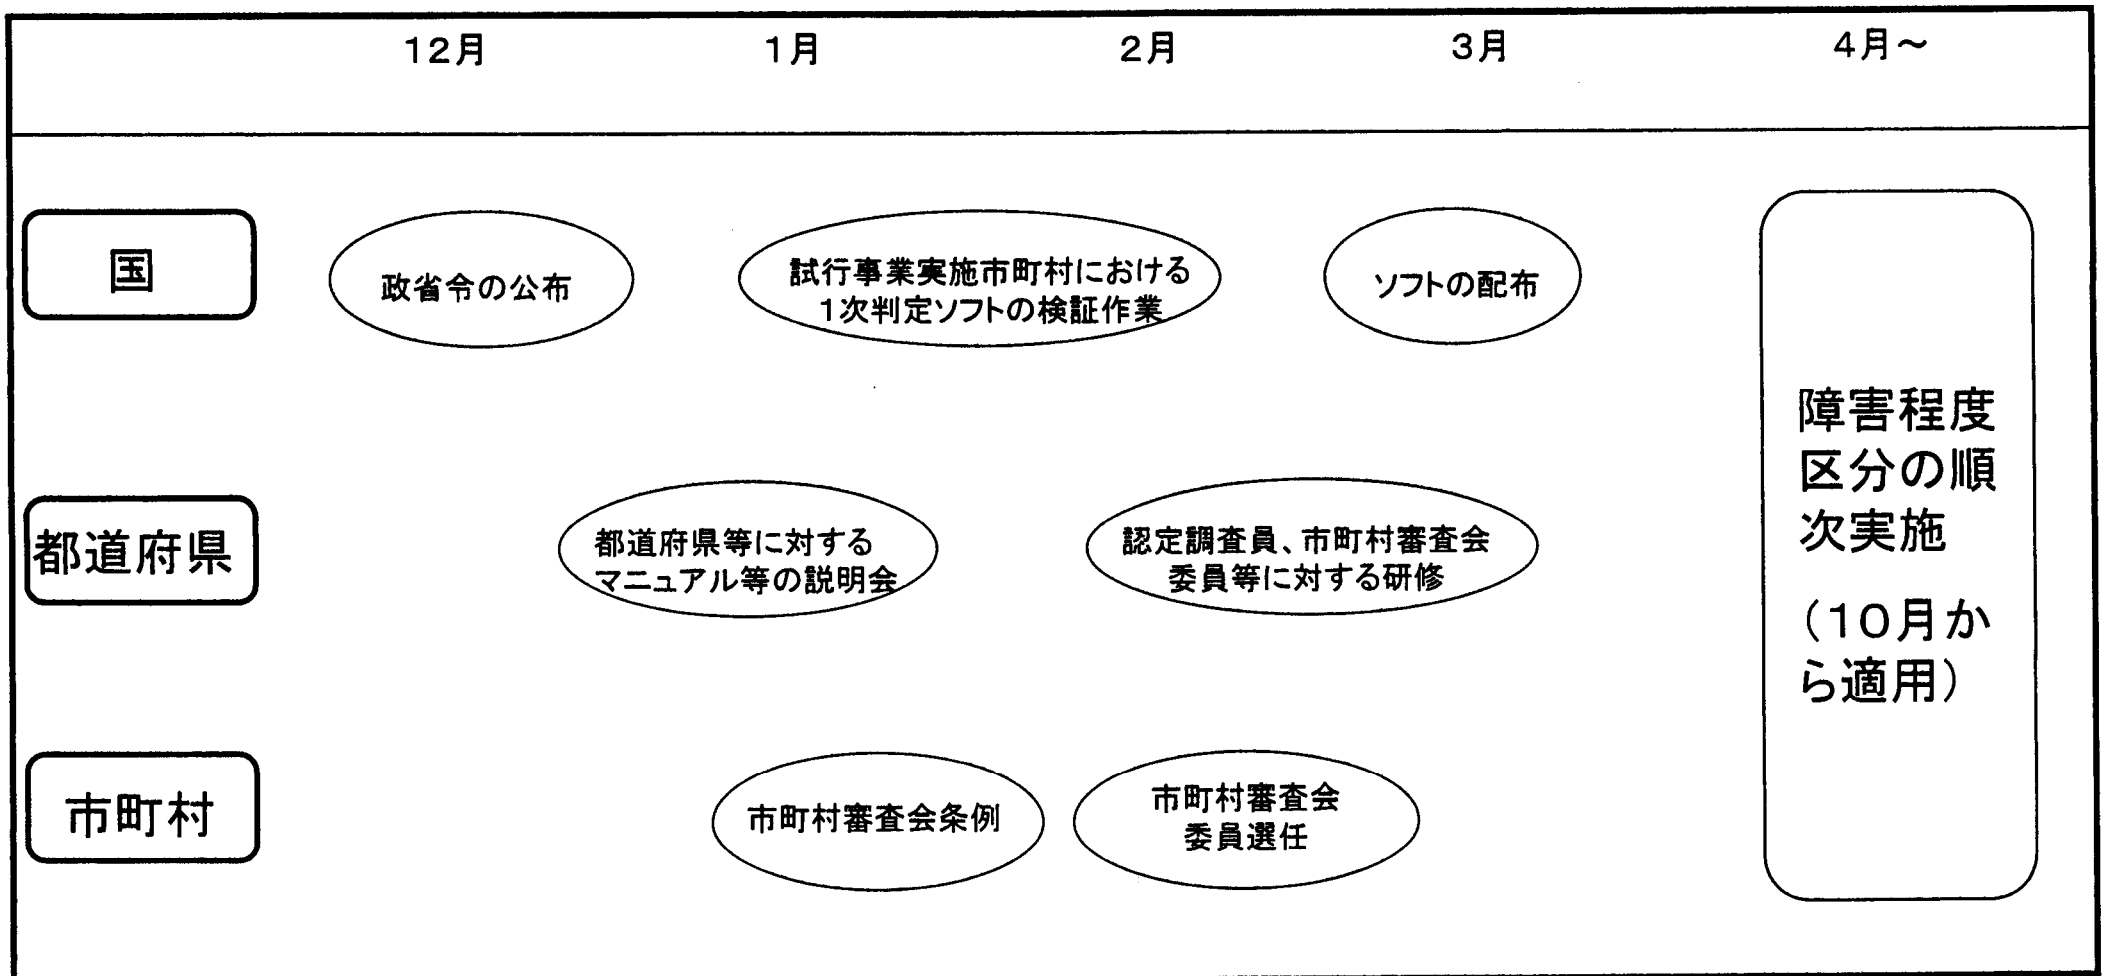 12月
1月
2月
3月
4月～
国
政省令の公布
試行事業実施市町村における
1次判定ソフトの検証作業
ソフトの配布
都道府県
都道府県等に対する
マニュアル等の説明会
認定調査員、市町村審査会
委員等に対する研修
市町村
市町村審査会条例
市町村審査会
委員選任
障害程度
区分の順
次実施
（10月か
ら適用）